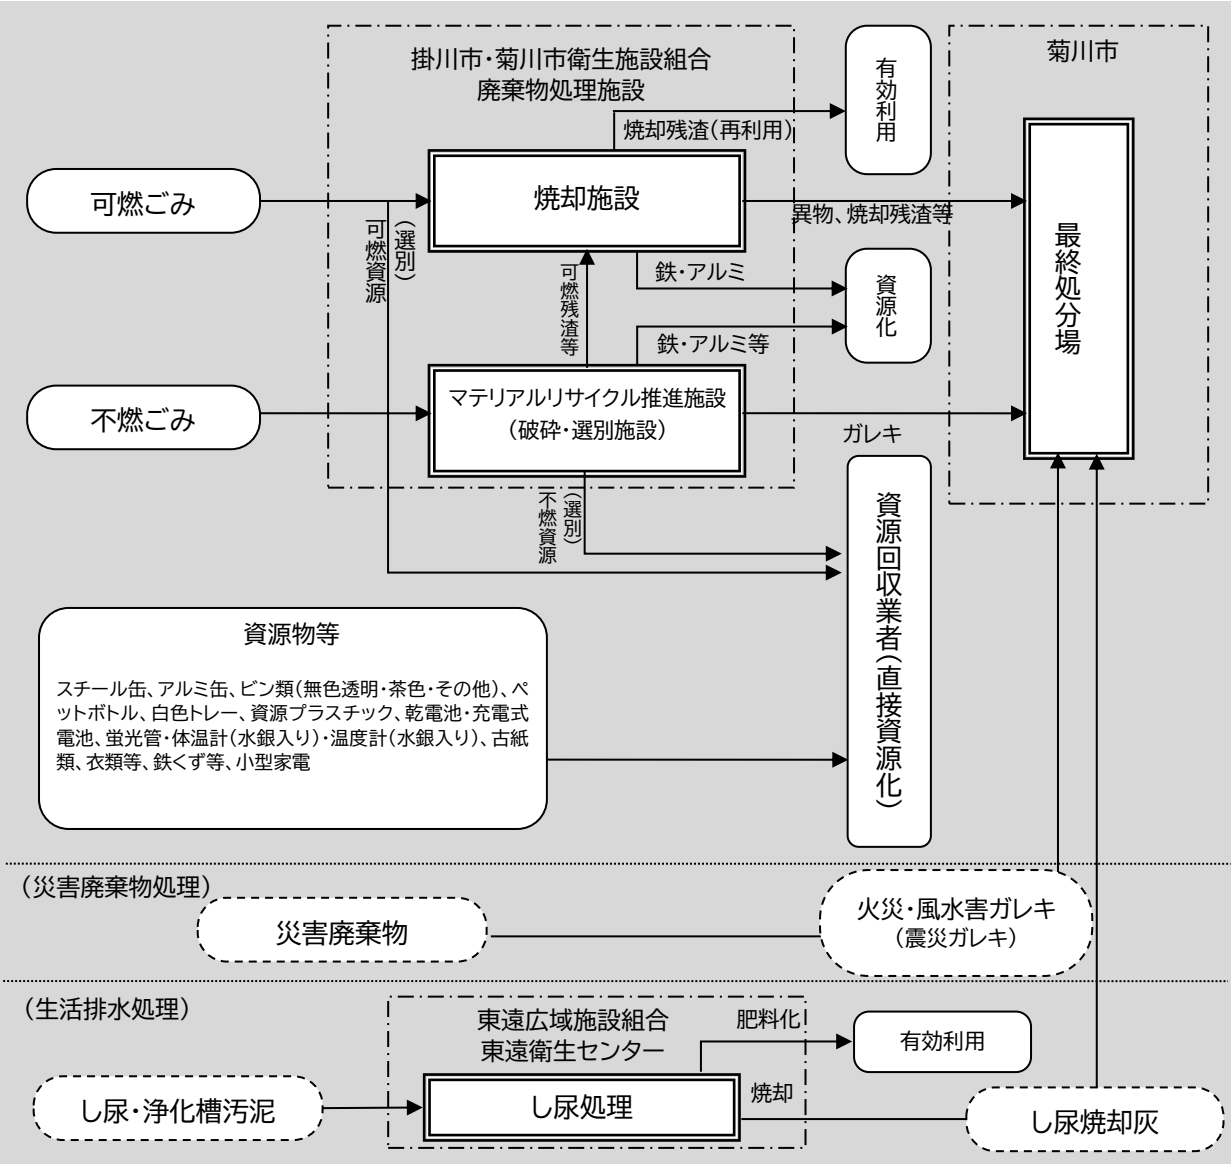 掛川市・菊川市衛生施設組合
廃棄物処理施設
有効利用
菊川市
焼却残渣(再利用)
可燃ごみ
焼却施設
異物、焼却残渣等
最終処分場
可燃資源
(選別)
可燃残渣等
鉄・アルミ
資源化
鉄・アルミ等
不燃ごみ
マテリアルリサイクル推進施設
(破砕・選別施設)
ガレキ
不燃資源
(選別)
資源回収業者(直接資源化)
資源物等
スチール缶、アルミ缶、ビン類(無色透明・茶色・その他)、ペ
ットボトル、白色トレー、資源プラスチック、乾電池・充電式
電池、蛍光管・体温計(水銀入り)・温度計(水銀入り)、古紙
類、衣類等、鉄くず等、小型家電
(災害廃棄物処理)
災害廃棄物
火災・風水害ガレキ
(震災ガレキ)
(生活排水処理)
東遠広域施設組合
東遠衛生センター
肥料化
有効利用
し尿・浄化槽汚泥
し尿処理
焼却
し尿焼却灰